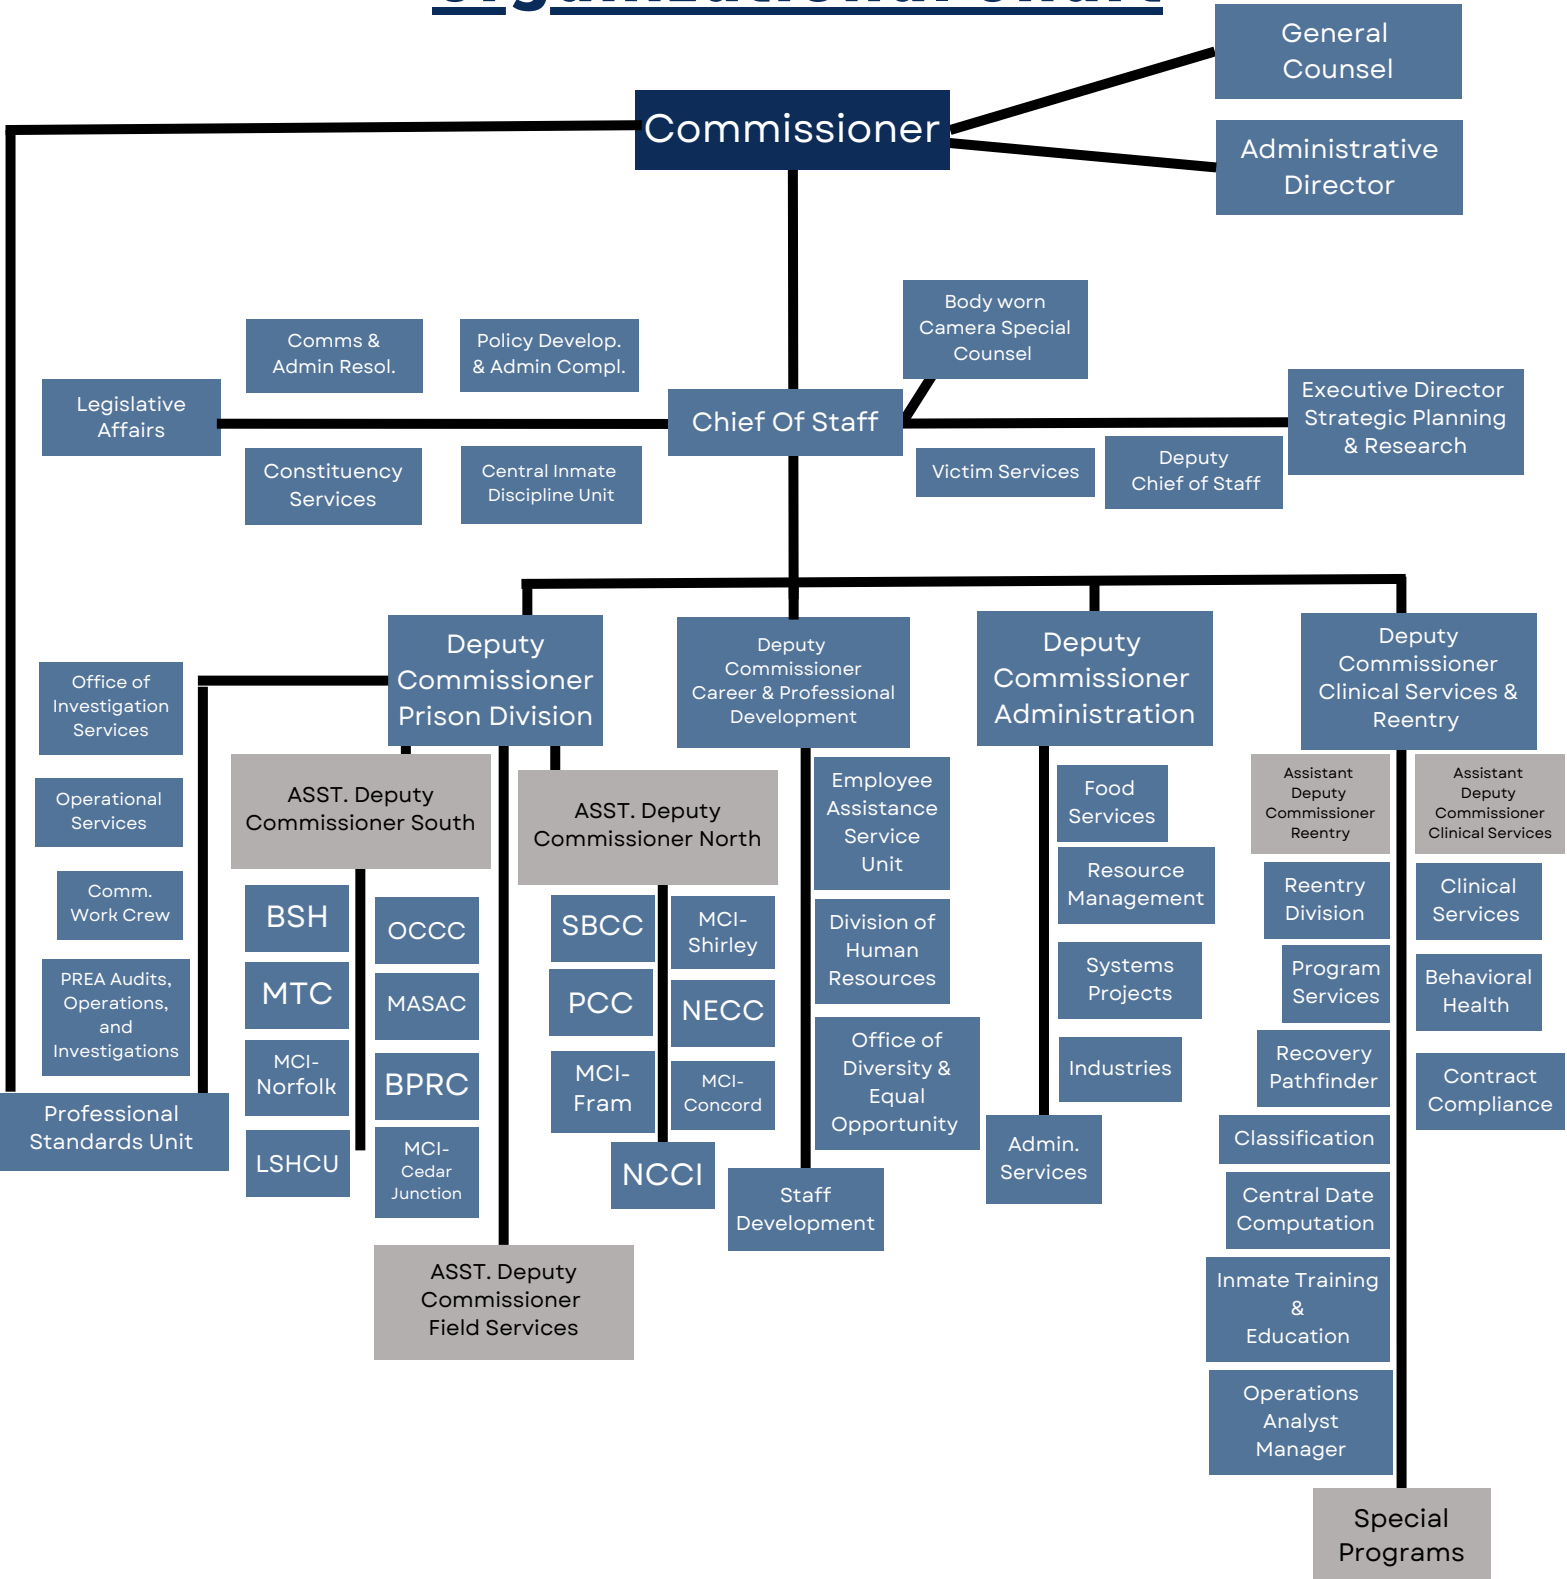 Organizational Chart
General
Counsel
Commissioner
Administrative
Director
Body worn
Camera Special
Counsel
Comms &
Admin Resol.
Policy Develop.
& Admin Compl.
Legislative
Affairs
Chief Of Staff
Executive Director
Strategic Planning
& Research
Constituency
Services
Central Inmate
Discipline Unit
Victim Services
Deputy
Chief of Staff
Deputy
Commissioner
Prison Division
Deputy
Commissioner
Career & Professional
Development
Deputy
Commissioner
Administration
Deputy
Commissioner
Clinical Services &
Reentry
Office of
Investigation
Services
Operational
Services
Comm.
Work Crew
PREA Audits,
Operations,
and
Investigations
Professional
Standards Unit
ASST. Deputy
Commissioner South
BSH
OCCC
MTC
MASAC
MCI-
Norfolk
BPRC
LSHCU
MCI-
Cedar
Junction
ASST. Deputy
Commissioner
Field Services
ASST. Deputy
Commissioner North
SBCC
MCI-
Shirley
PCC
NECC
MCI-
Fram
MCI-
Concord
NCCI
Employee
Assistance
Service
Unit
Division of
Human
Resources
Office of
Diversity &
Equal
Opportunity
Staff
Development
Food
Services
Resource
Management
Systems
Projects
Industries
Admin.
Services
Assistant
Deputy
Commissioner
Reentry
Assistant
Deputy
Commissioner
Clinical Services
Reentry
Division
Clinical
Services
Program
Services
Behavioral
Health
Recovery
Pathfinder
Contract
Compliance
Classification
Central Date
Computation
Inmate Training
&
Education
Operations
Analyst
Manager
Special
Programs